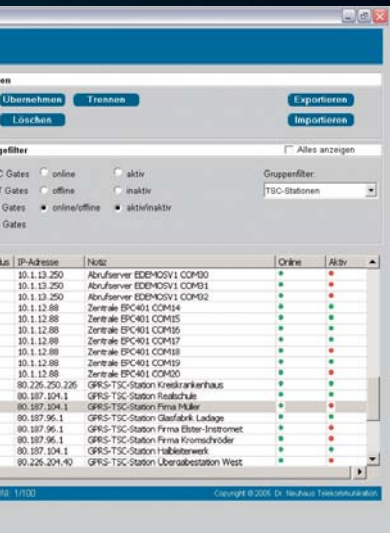 en
Übernehmen Trennen Exportieren
Löschen Importieren
gefilter Alles anzeigen
C Gates online aktiv Gruppenfilter:
T Gates offline inaktiv TSC-Stationen
Gates online/offline aktiv/inaktiv
Gates
lus IP-Adresse Notiz Online Aktiv
10.1.13.250 Abrufserver EDEMOSV1 COM30
10.1.13.250 Abrufserver EDEMOSV1 COM31
10.1.13.250 Abrufserver EDEMOSV1 COM32
10.1.12.88 Zentrale EPC401 COM14
10.1.12.88 Zentrale EPC401 COM15
10.1.12.88 Zentrale EPC401 COM16
10.1.12.88 Zentrale EPC401 COM17
10.1.12.88 Zentrale EPC401 COM18
10.1.12.88 Zentrale EPC401 COM19
10.1.12.88 Zentrale EPC401 COM20
80.226.250.226 GPRS-TSC-Station Kreiskrankenhaus
80.187.104.1 GPRS-TSC-Station Realschule
80.187.104.1 GPRS-TSC-Station Firma Müller
80.187.96.1 GPRS-TSC-Station Glasfabrik Ladage
80.187.96.1 GPRS-TSC-Station Firma Elster-Instromet
80.187.96.1 GPRS-TSC-Station Firma Kromschröder
80.187.104.1 GPRS-TSC-Station Halbleiterwerk
80.226.204.40 GPRS-TSC-Station Übergabestation West
1/100 Copyright © 2005 Dr. Neuhaus Telekommunikation